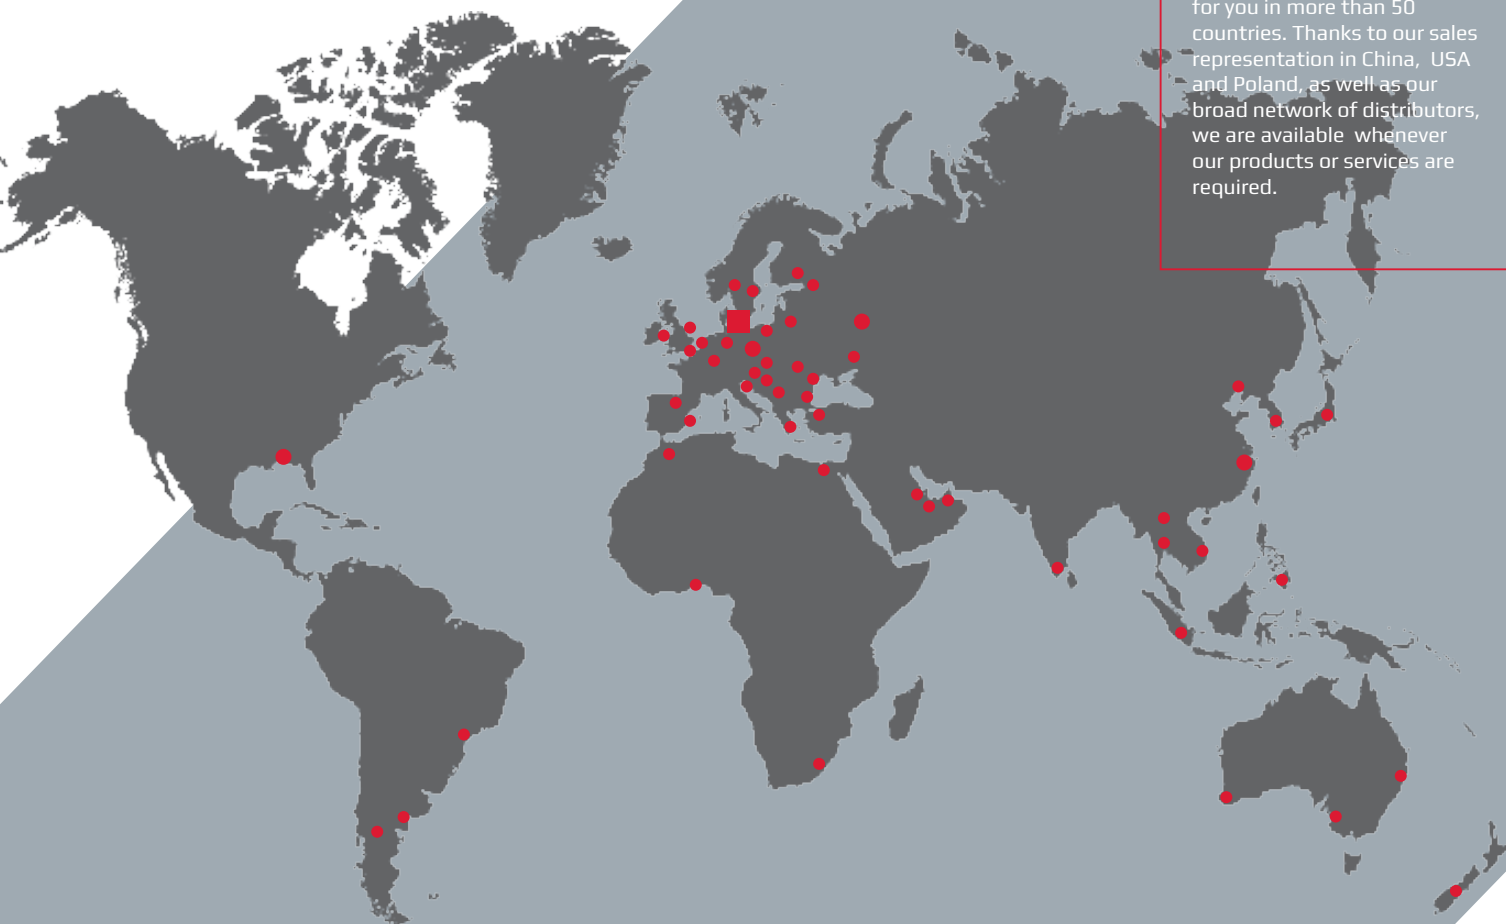 for you in more than 50
countries. Thanks to our sales
representation in China,  USA
and Poland, as well as our
broad network of distributors,
we are available  whenever
our products or services are
required.